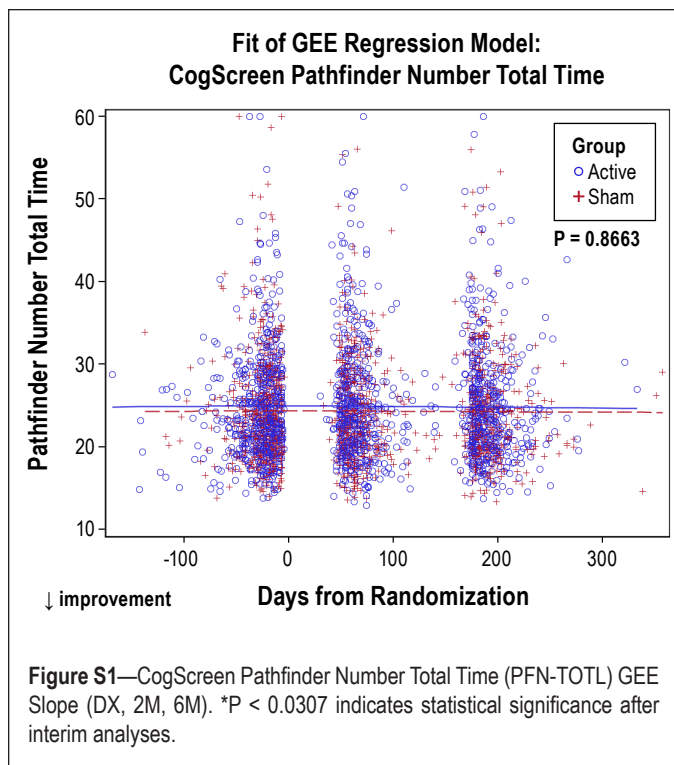 Fit of GEE Regression Model:
CogScreen Pathfinder Number Total Time
60
50
40
30
20
10
Pathfinder Number Total Time
Group
Active
Sham
P = 0.8663
-100 0 100 200 300
↓ improvement
Days from Randomization
Figure S1—CogScreen Pathfinder Number Total Time (PFN-TOTL) GEE
Slope (DX, 2M, 6M). *P < 0.0307 indicates statistical significance after
interim analyses.